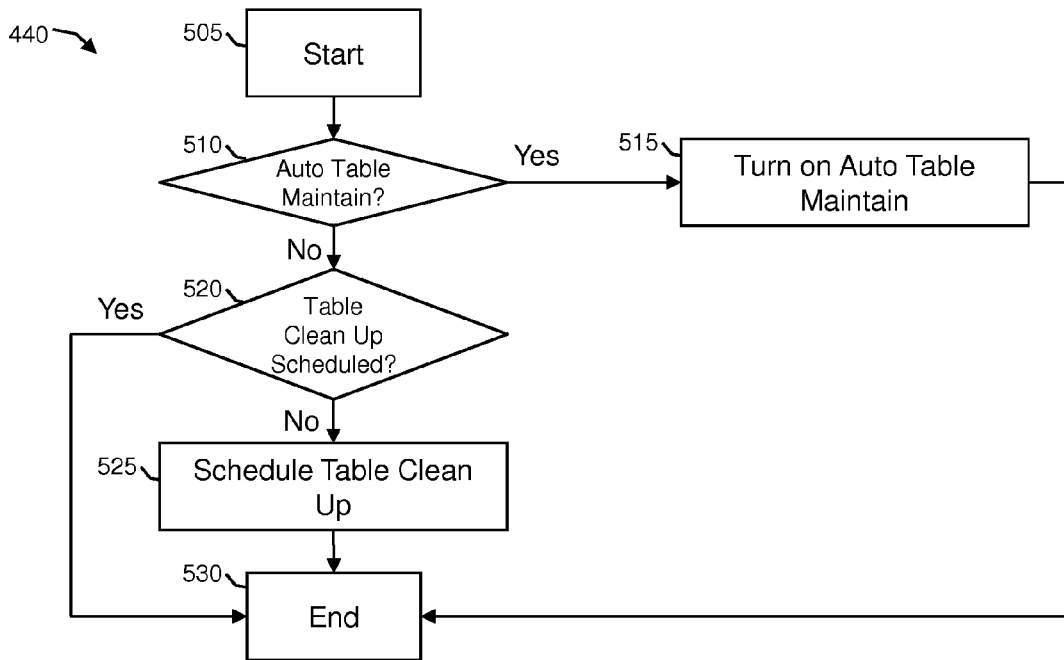 440
505
Start
510
Auto Table
Maintain?
Yes
515
Turn on Auto Table
Maintain
No
520
Yes
Table
Clean Up
Scheduled?
No
525
Schedule Table Clean
Up
530
End